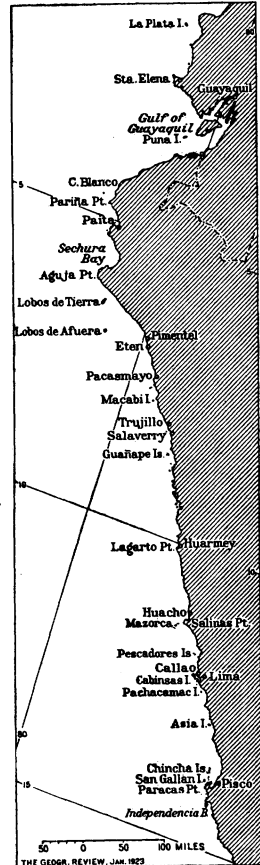 La Plata I.
Sta. Elena
Guayaquil
Gulf of
Guayaquil
Puna I.
5
C. Blanco
Pariña Pt.
Paita
Sechura
Bay
Aguja Pt.
Lobos de Tierra
Lobos de Afuera
Pimentel
Eten
Pacasmayo
Macabi I.
Trujillo
Salaverry
Guañape Is.
10
Huarmey
Lagarto Pt.
Huacho
Mazorca
Salinas Pt.
Pescadores Is.
Callao
Lima
Cabinsas I.
Pachacamac I.
Asia I.
80
Chincha Is.
San Gallan I.
Pisco
15
Paracas Pt.
Independencia B.
50 0 50 100 MILES
THE GEOGR. REVIEW, JAN. 1923